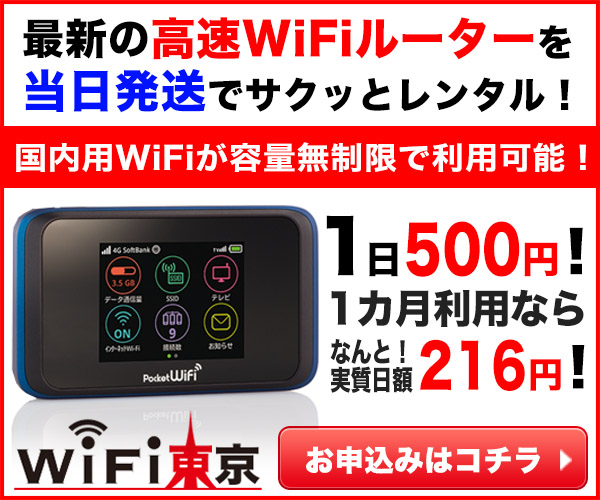 最新の高速WiFiルーターを
当日発送でサクッとレンタル！
国内用WiFiが容量無制限で利用可能！
4G SoftBank
TV
3.5 GB
データ通信量
SSID
SSID
テレビ
ON
インターネットWi-Fi
9
接続数
お知らせ
Pocket WiFi
1日500円！
1カ月利用なら
なんと！
実質日額216円！
WiFi東京
お申込みはコチラ